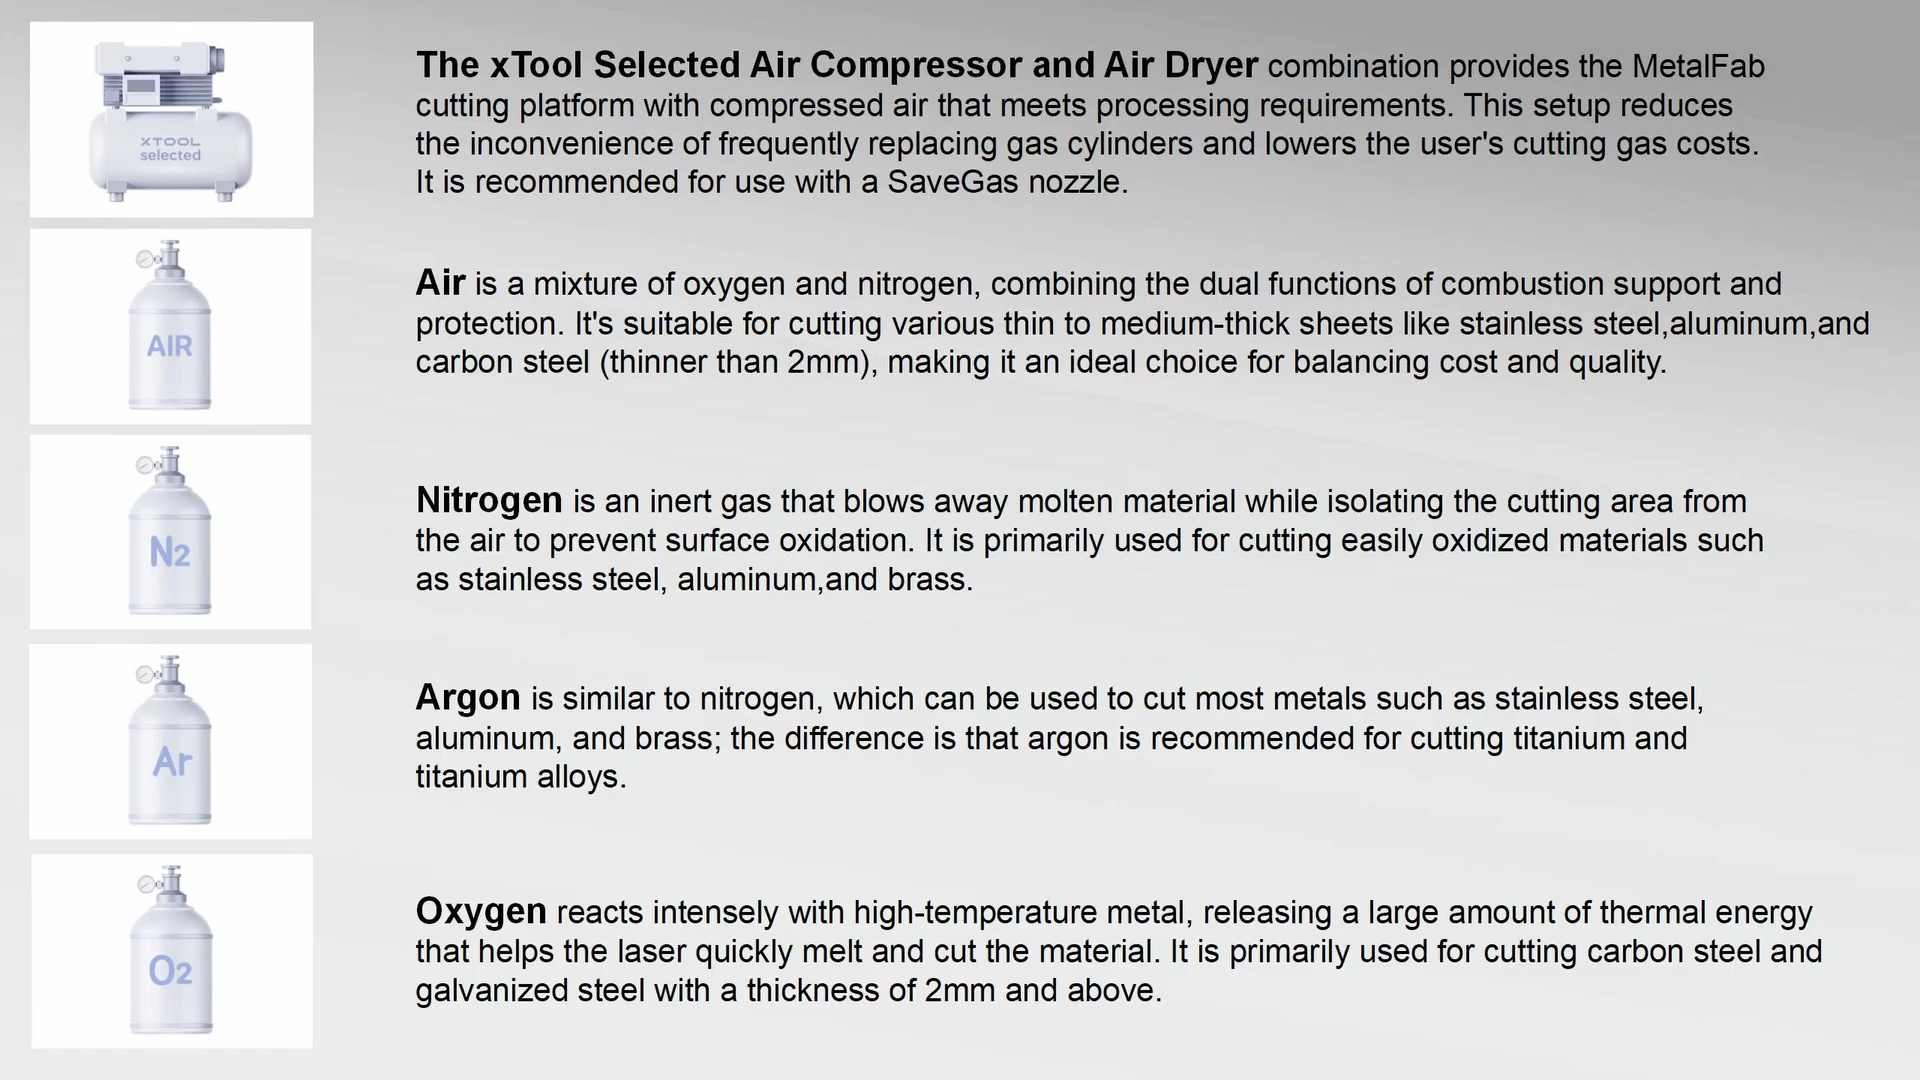 XTOOL
selected
The xTool Selected Air Compressor and Air Dryer combination provides the MetalFab
cutting platform with compressed air that meets processing requirements. This setup reduces
the inconvenience of frequently replacing gas cylinders and lowers the user's cutting gas costs.
It is recommended for use with a SaveGas nozzle.
AIR
Air is a mixture of oxygen and nitrogen, combining the dual functions of combustion support and
protection. It's suitable for cutting various thin to medium-thick sheets like stainless steel,aluminum,and
carbon steel (thinner than 2mm), making it an ideal choice for balancing cost and quality.
N2
Nitrogen is an inert gas that blows away molten material while isolating the cutting area from
the air to prevent surface oxidation. It is primarily used for cutting easily oxidized materials such
as stainless steel, aluminum,and brass.
Ar
Argon is similar to nitrogen, which can be used to cut most metals such as stainless steel,
aluminum, and brass; the difference is that argon is recommended for cutting titanium and
titanium alloys.
O2
Oxygen reacts intensely with high-temperature metal, releasing a large amount of thermal energy
that helps the laser quickly melt and cut the material. It is primarily used for cutting carbon steel and
galvanized steel with a thickness of 2mm and above.